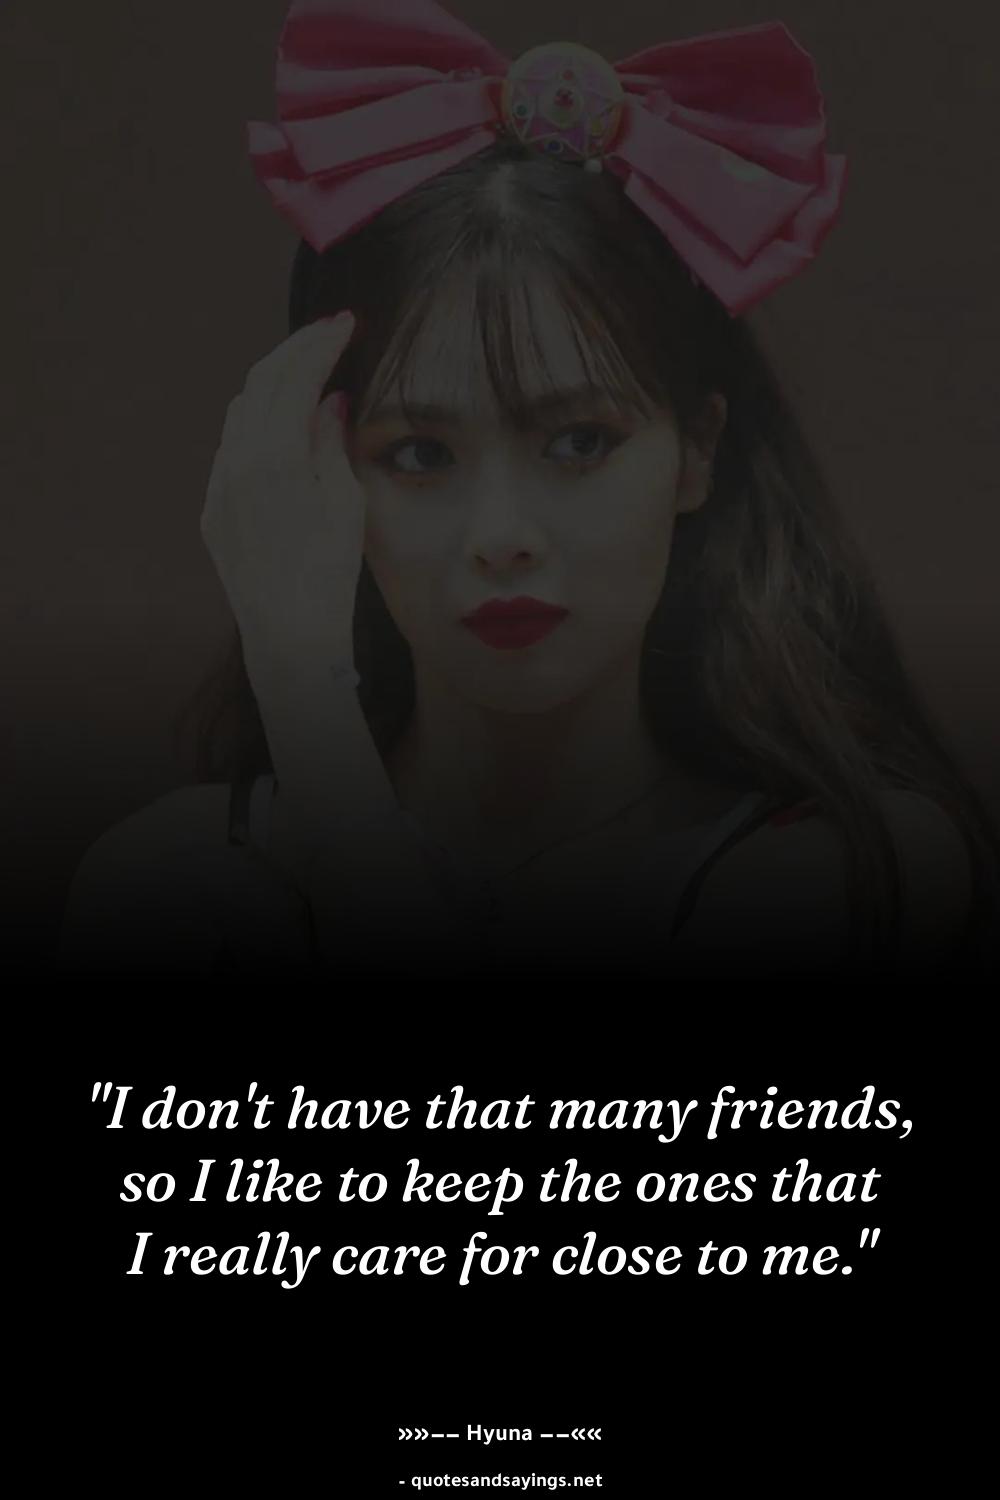 "I don't have that many friends,
so I like to keep the ones that
I really care for close to me."
»»–– Hyuna ––««
- quotesandsayings.net